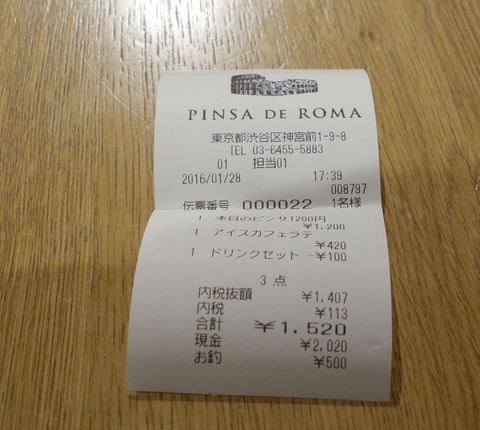 PINSA DE ROMA
東京都渋谷区神宮前1-9-8
TEL 03-6455-5883
01 担当01
2016/01/28 17:39
008797
伝票番号 000022 1名様
1 本日のピンサ1200円
¥1,200
1 アイスカフェラテ
¥420
1 ドリンクセット -¥100
3 点
内税抜額 ¥1,407
内税 ¥113
合計 ¥1,520
現金 ¥2,020
お釣 ¥500